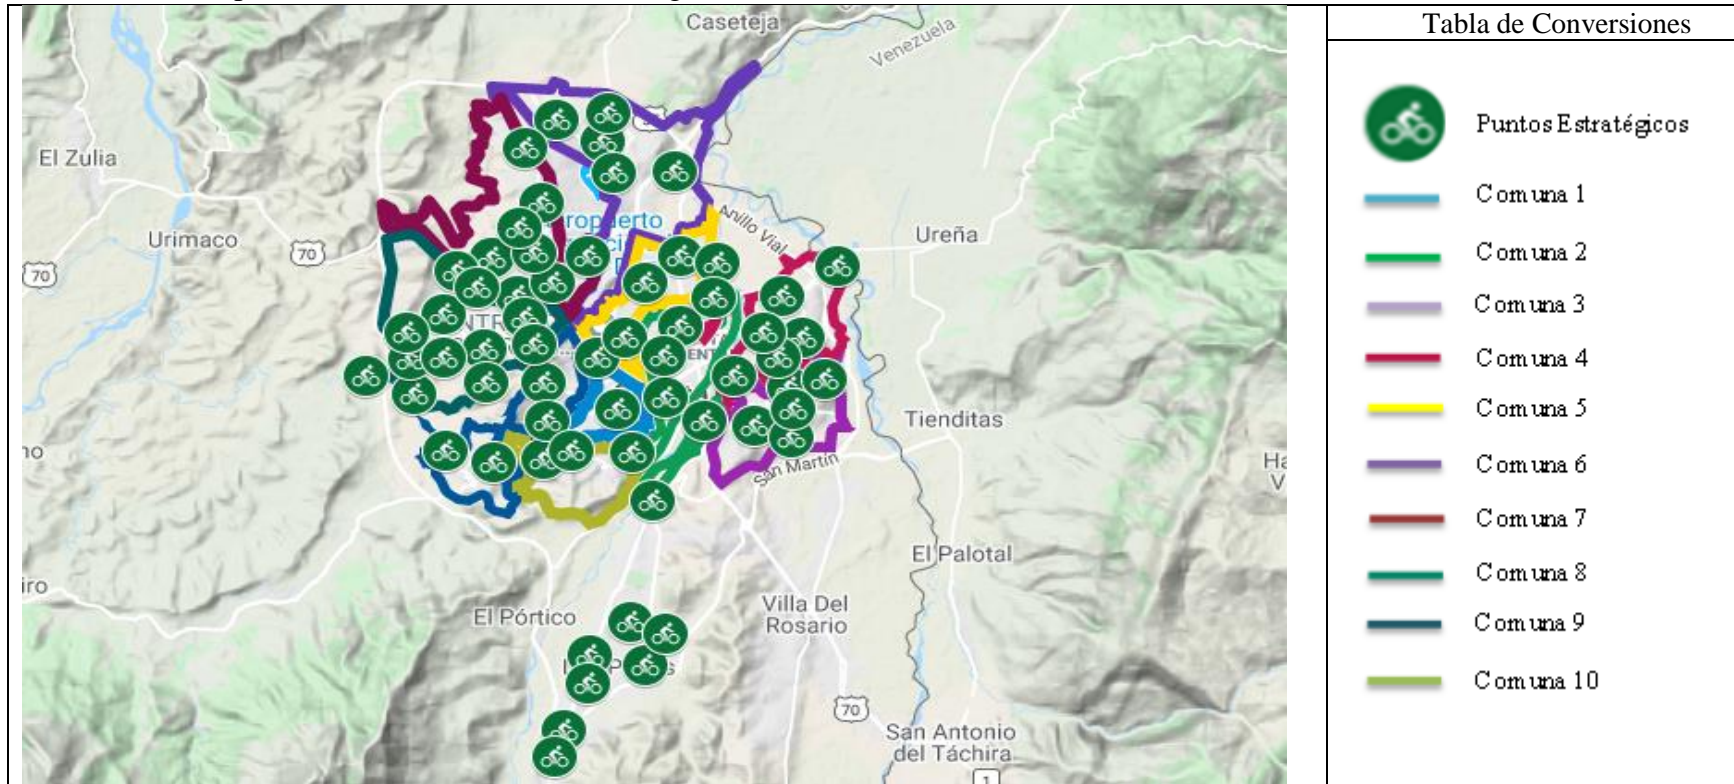 Caseteja
Venezuela
El Zulia
Urimaco
70
70
Anillo Vial
Ureña
Tienditas
San Martín
El Palotal
El Pórtico
Villa Del
Rosario
70
San Antonio
del Táchira
1
Tabla de Conversiones
Puntos Estratégicos
Comuna 1
Comuna 2
Comuna 3
Comuna 4
Comuna 5
Comuna 6
Comuna 7
Comuna 8
Comuna 9
Comuna 10